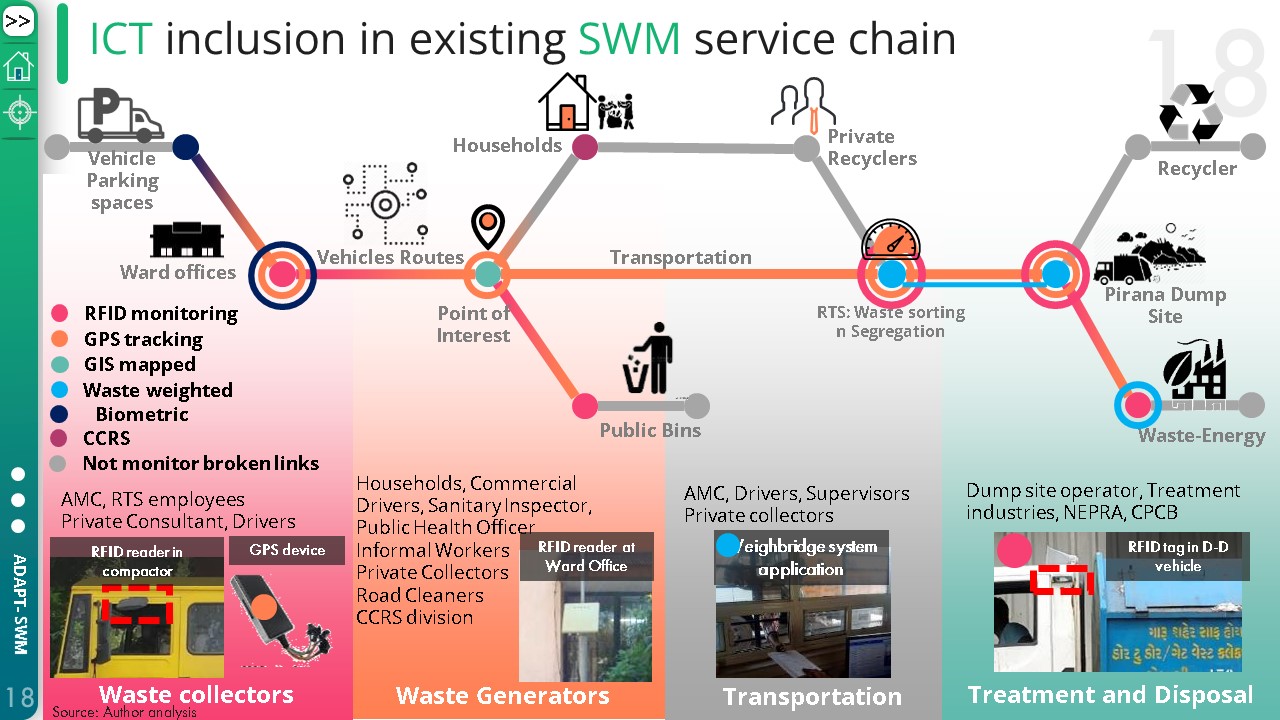 >>
ICT inclusion in existing SWM service chain
18
P
Vehicle
Parking
spaces
Households
Private
Recyclers
Recycler
Ward offices
Vehicles Routes
Transportation
Point of
Interest
RTS: Waste sorting
n Segregation
Pirana Dump
Site
Public Bins
Waste-Energy
RFID monitoring
GPS tracking
GIS mapped
Waste weighted
Biometric
CCRS
Not monitor broken links
AMC, RTS employees
Private Consultant, Drivers
RFID reader in
compactor
GPS device
Waste collectors
Households, Commercial
Drivers, Sanitary Inspector,
Public Health Officer
Informal Workers
Private Collectors
Road Cleaners
CCRS division
RFID reader at
Ward Office
Waste Generators
AMC, Drivers, Supervisors
Private collectors
eighbridge system
application
Transportation
Dump site operator, Treatment
industries, NEPRA, CPCB
RFID tag in D-D
vehicle
ગારૂ શહેર સાફ
ડોર ટુ ડોર/ગેટ વેસ્ટ
Treatment and Disposal
ADAPT- SWM
18
Source: Author analysis